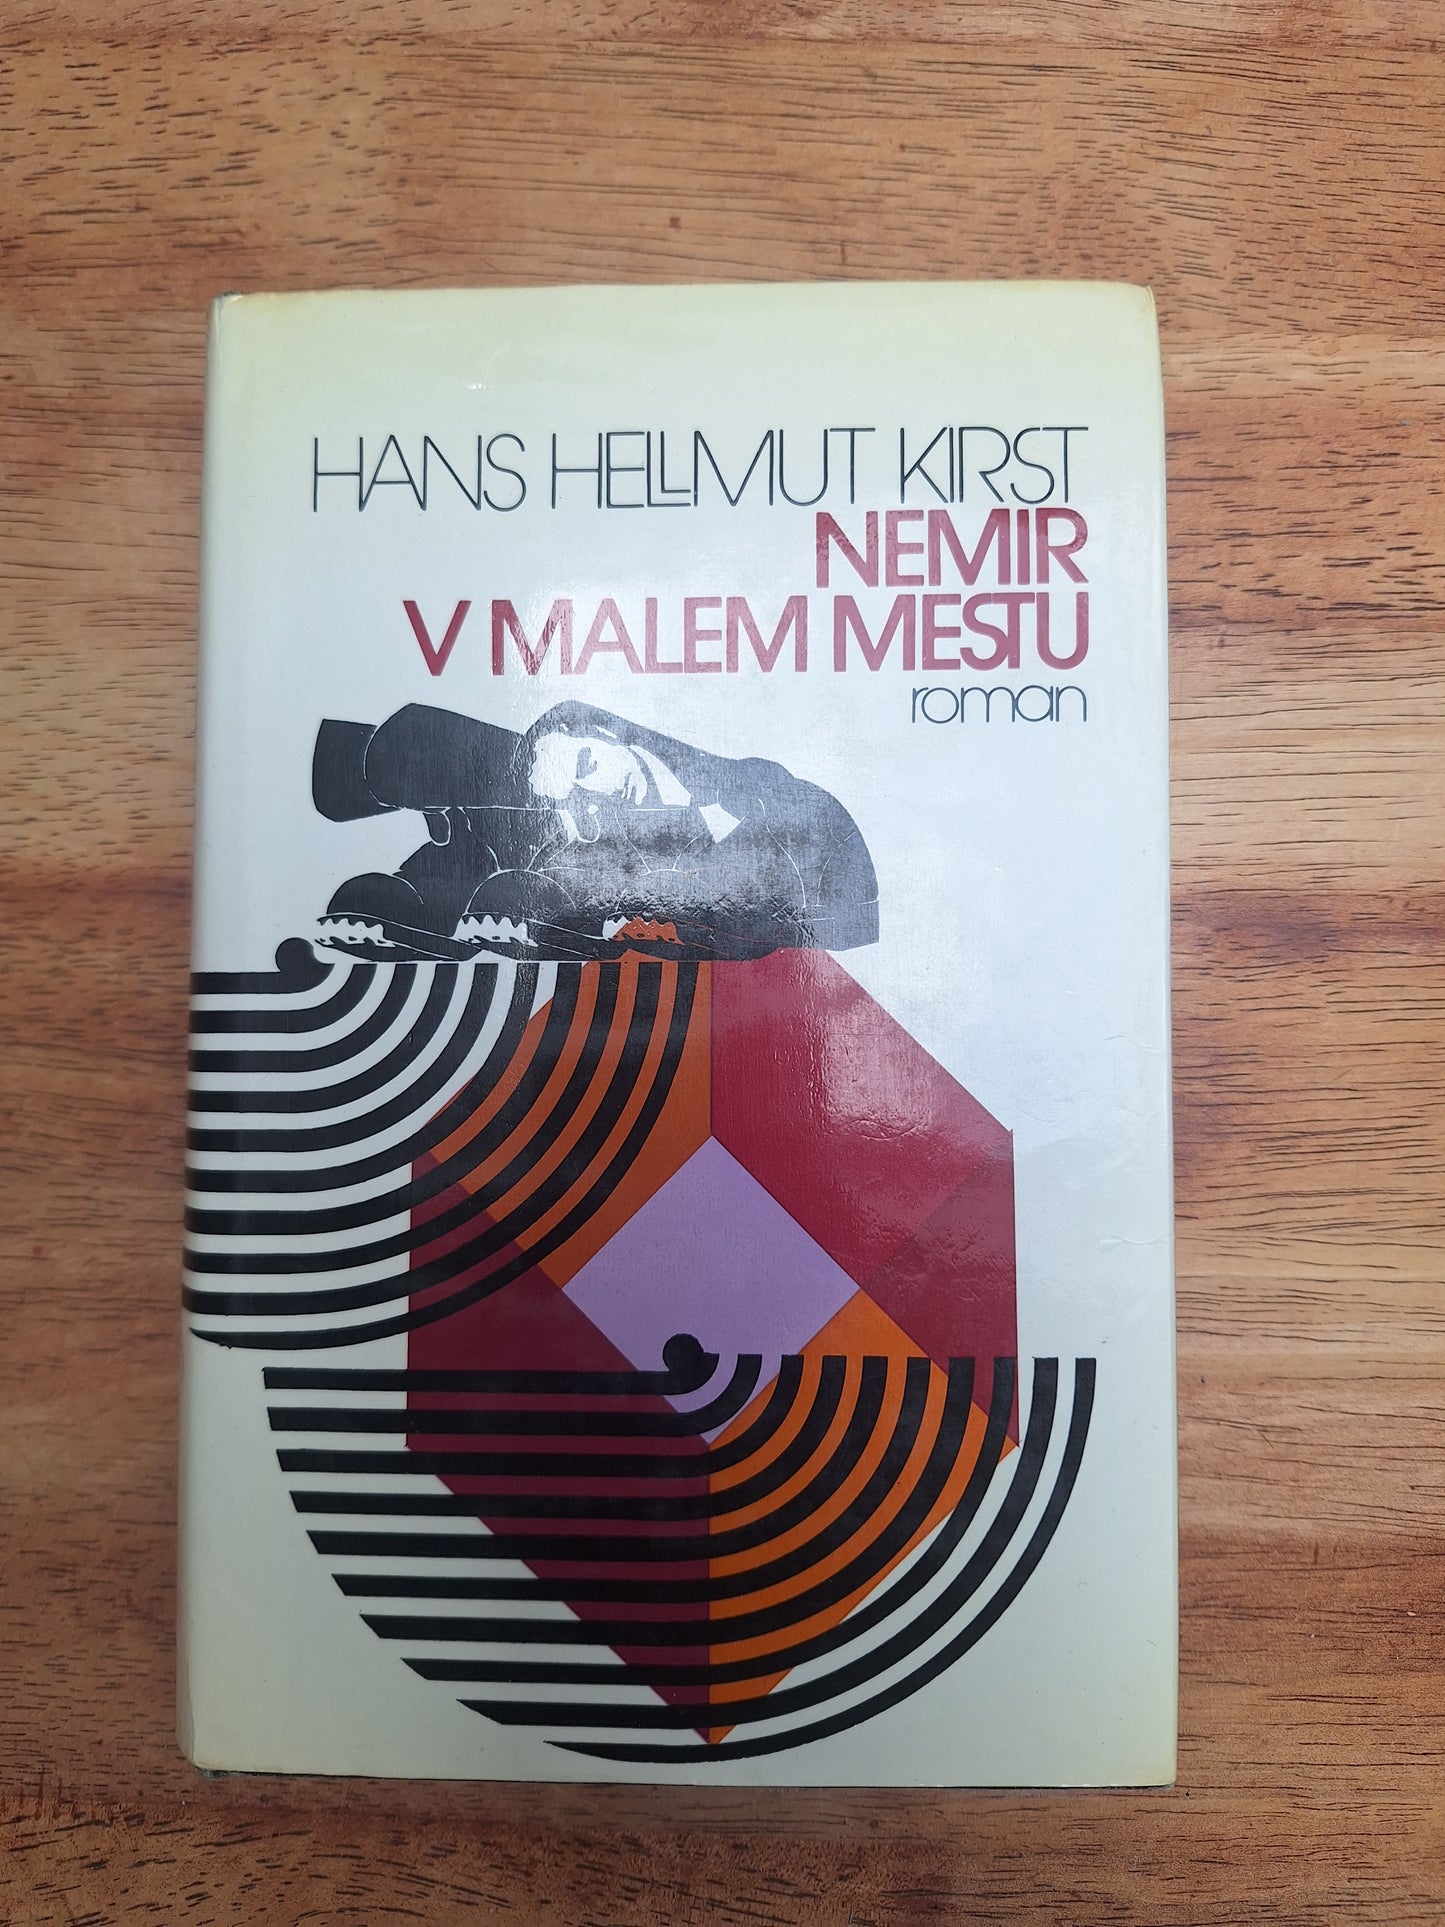 HANS HELLMUT KIRST
NEMIR
V MALEM MESTU
roman